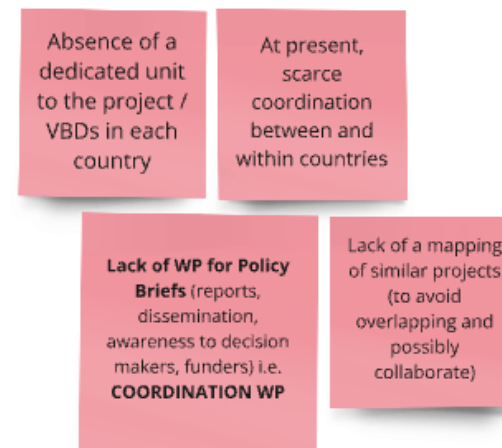 Absence of a
dedicated unit
to the project /
VBDs in each
country
At present,
scarce
coordination
between and
within countries
Lack of WP for Policy
Briefs (reports,
dissemination,
awareness to decision
makers, funders) i.e.
COORDINATION WP
Lack of a mapping
of similar projects
(to avoid
overlapping and
possibly
collaborate)